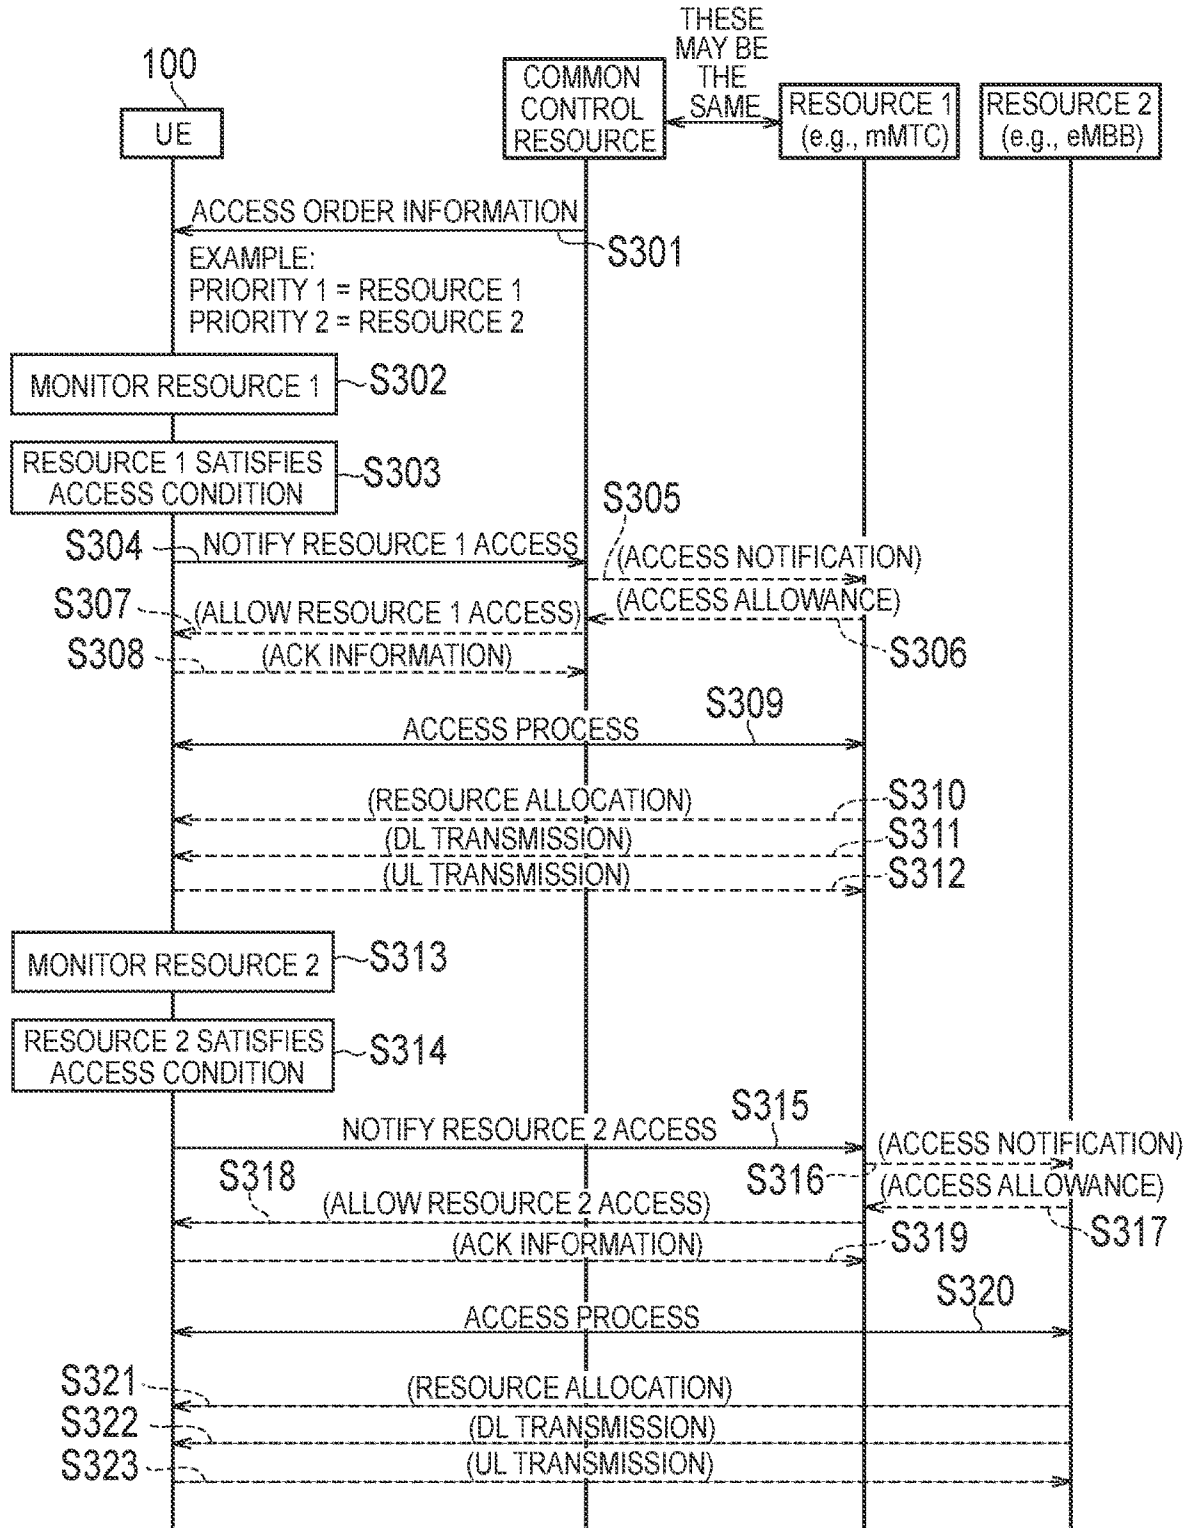 THESE
MAY BE
THE
SAME
100
UE
COMMON
CONTROL
RESOURCE
RESOURCE 1
(e.g., mMTC)
RESOURCE 2
(e.g., eMBB)
ACCESS ORDER INFORMATION
S301
EXAMPLE:
PRIORITY 1 = RESOURCE 1
PRIORITY 2 = RESOURCE 2
MONITOR RESOURCE 1
S302
RESOURCE 1 SATISFIES
ACCESS CONDITION
S303
S304
NOTIFY RESOURCE 1 ACCESS
S305
(ACCESS NOTIFICATION)
S307
(ALLOW RESOURCE 1 ACCESS)
(ACCESS ALLOWANCE)
S306
S308
(ACK INFORMATION)
ACCESS PROCESS
S309
(RESOURCE ALLOCATION)
S310
(DL TRANSMISSION)
S311
(UL TRANSMISSION)
S312
MONITOR RESOURCE 2
S313
RESOURCE 2 SATISFIES
ACCESS CONDITION
S314
NOTIFY RESOURCE 2 ACCESS
S315
(ACCESS NOTIFICATION)
S316
S318
(ALLOW RESOURCE 2 ACCESS)
(ACCESS ALLOWANCE)
S317
(ACK INFORMATION)
S319
ACCESS PROCESS
S320
S321
(RESOURCE ALLOCATION)
S322
(DL TRANSMISSION)
S323
(UL TRANSMISSION)